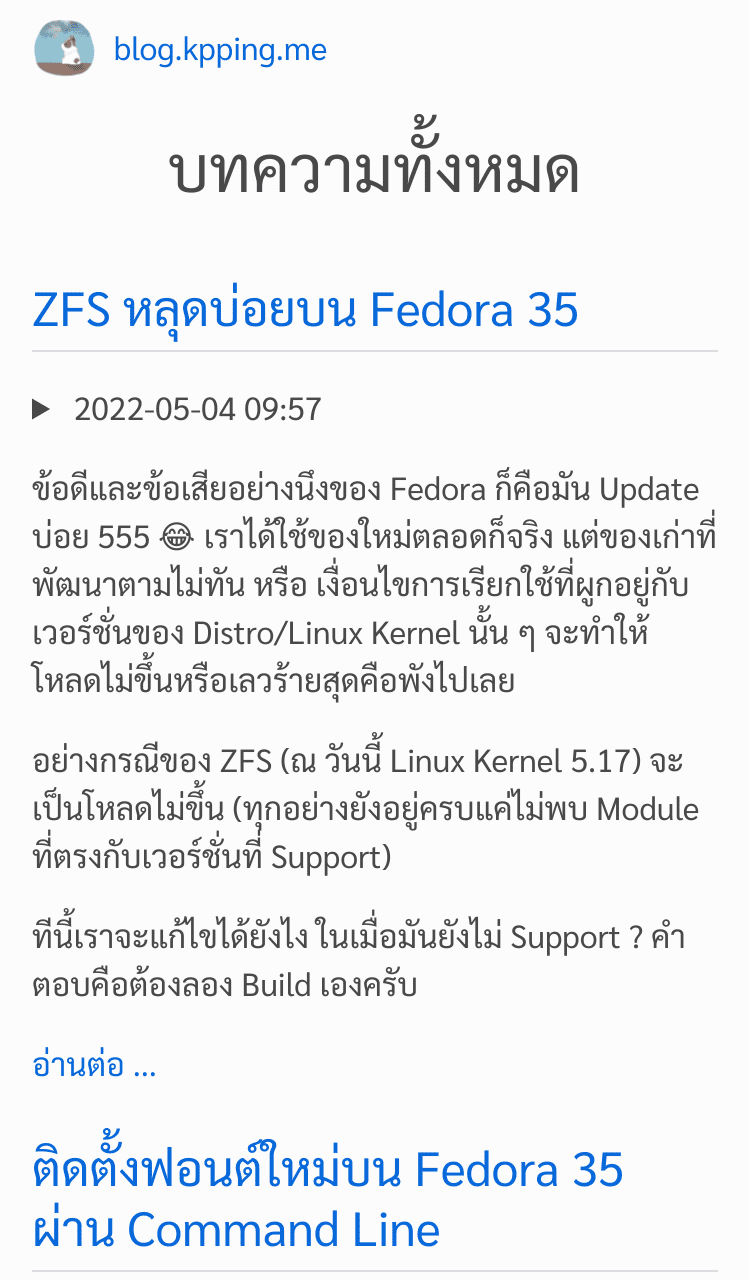 blog.kpping.me
บทความทั้งหมด
ZFS หลุดบ่อยบน Fedora 35
2022-05-04 09:57
ข้อดีและข้อเสียอย่างนึงของ Fedora ก็คือมัน Update
บ่อย 555 😂 เราได้ใช้ของใหม่ตลอดก็จริง แต่ของเก่าที่
พัฒนาตามไม่ทัน หรือ เงื่อนไขการเรียกใช้ที่ผูกอยู่กับ
เวอร์ชั่นของ Distro/Linux Kernel นั้น ๆ จะทำให้
โหลดไม่ขึ้นหรือเลวร้ายสุดคือพังไปเลย
อย่างกรณีของ ZFS (ณ วันนี้ Linux Kernel 5.17) จะ
เป็นโหลดไม่ขึ้น (ทุกอย่างยังอยู่ครบแค่ไม่พบ Module
ที่ตรงกับเวอร์ชั่นที่ Support)
ทีนี้เราจะแก้ไขได้ยังไง ในเมื่อมันยังไม่ Support ? คำ
ตอบคือต้องลอง Build เองครับ
อ่านต่อ ...
ติดตั้งฟอนต์ใหม่บน Fedora 35
ผ่าน Command Line